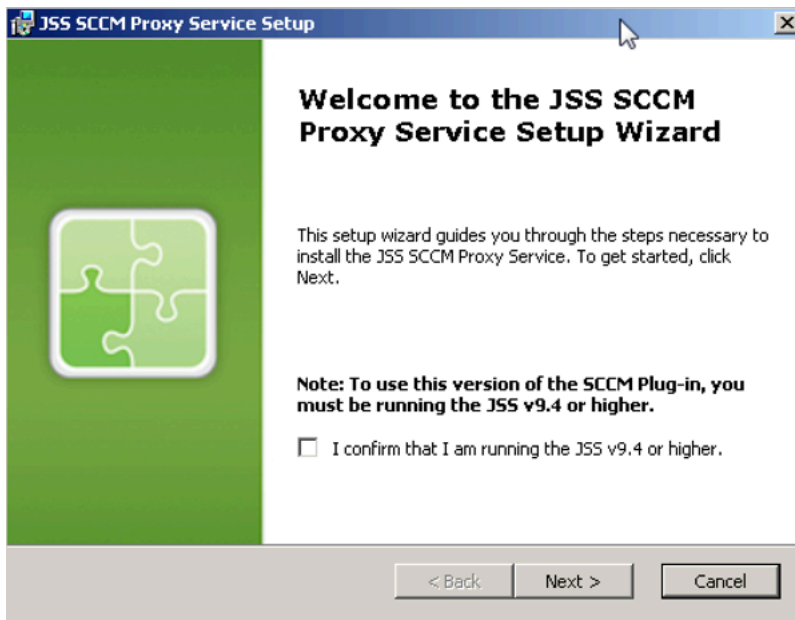 JSS SCCM Proxy Service Setup
Welcome to the JSS SCCM
Proxy Service Setup Wizard
This setup wizard guides you through the steps necessary to
install the JSS SCCM Proxy Service. To get started, click
Next.
Note: To use this version of the SCCM Plug-in, you
must be running the JSS v9.4 or higher.
I confirm that I am running the JSS v9.4 or higher.
< Back Next > Cancel